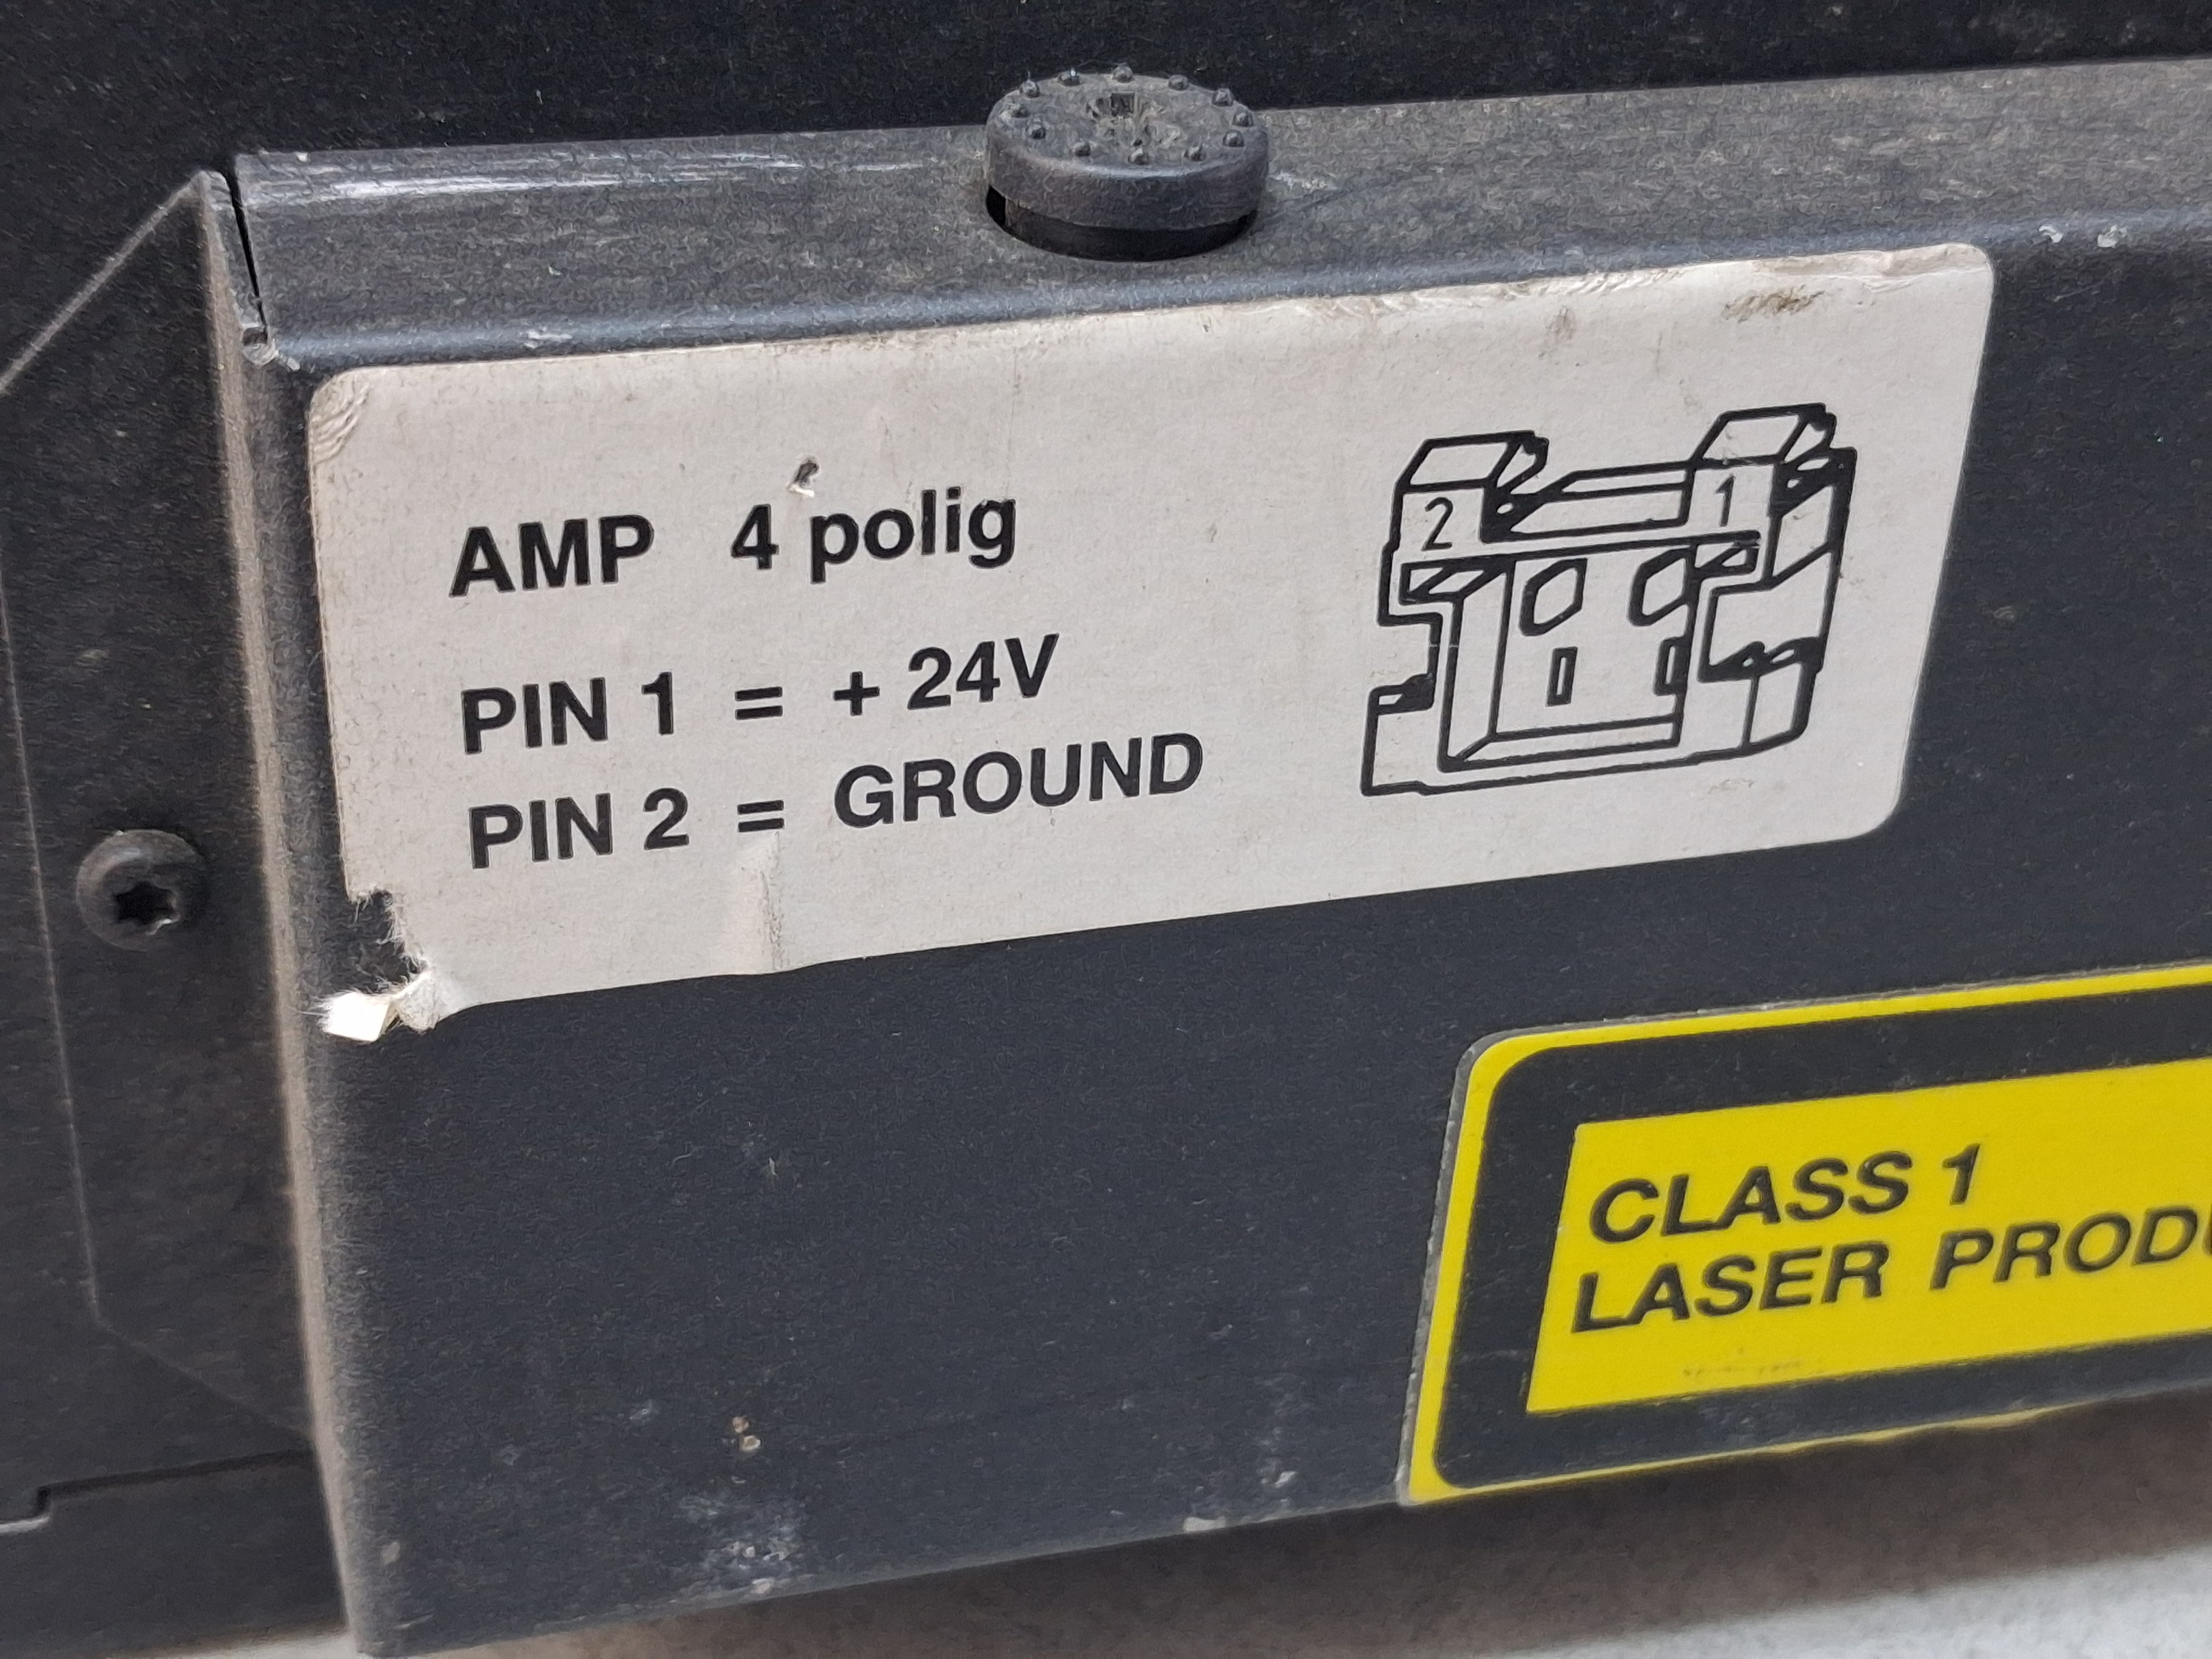 AMP 4 polig
PIN 1 = + 24V
PIN 2 = GROUND
2 1
CLASS 1
LASER PRODU